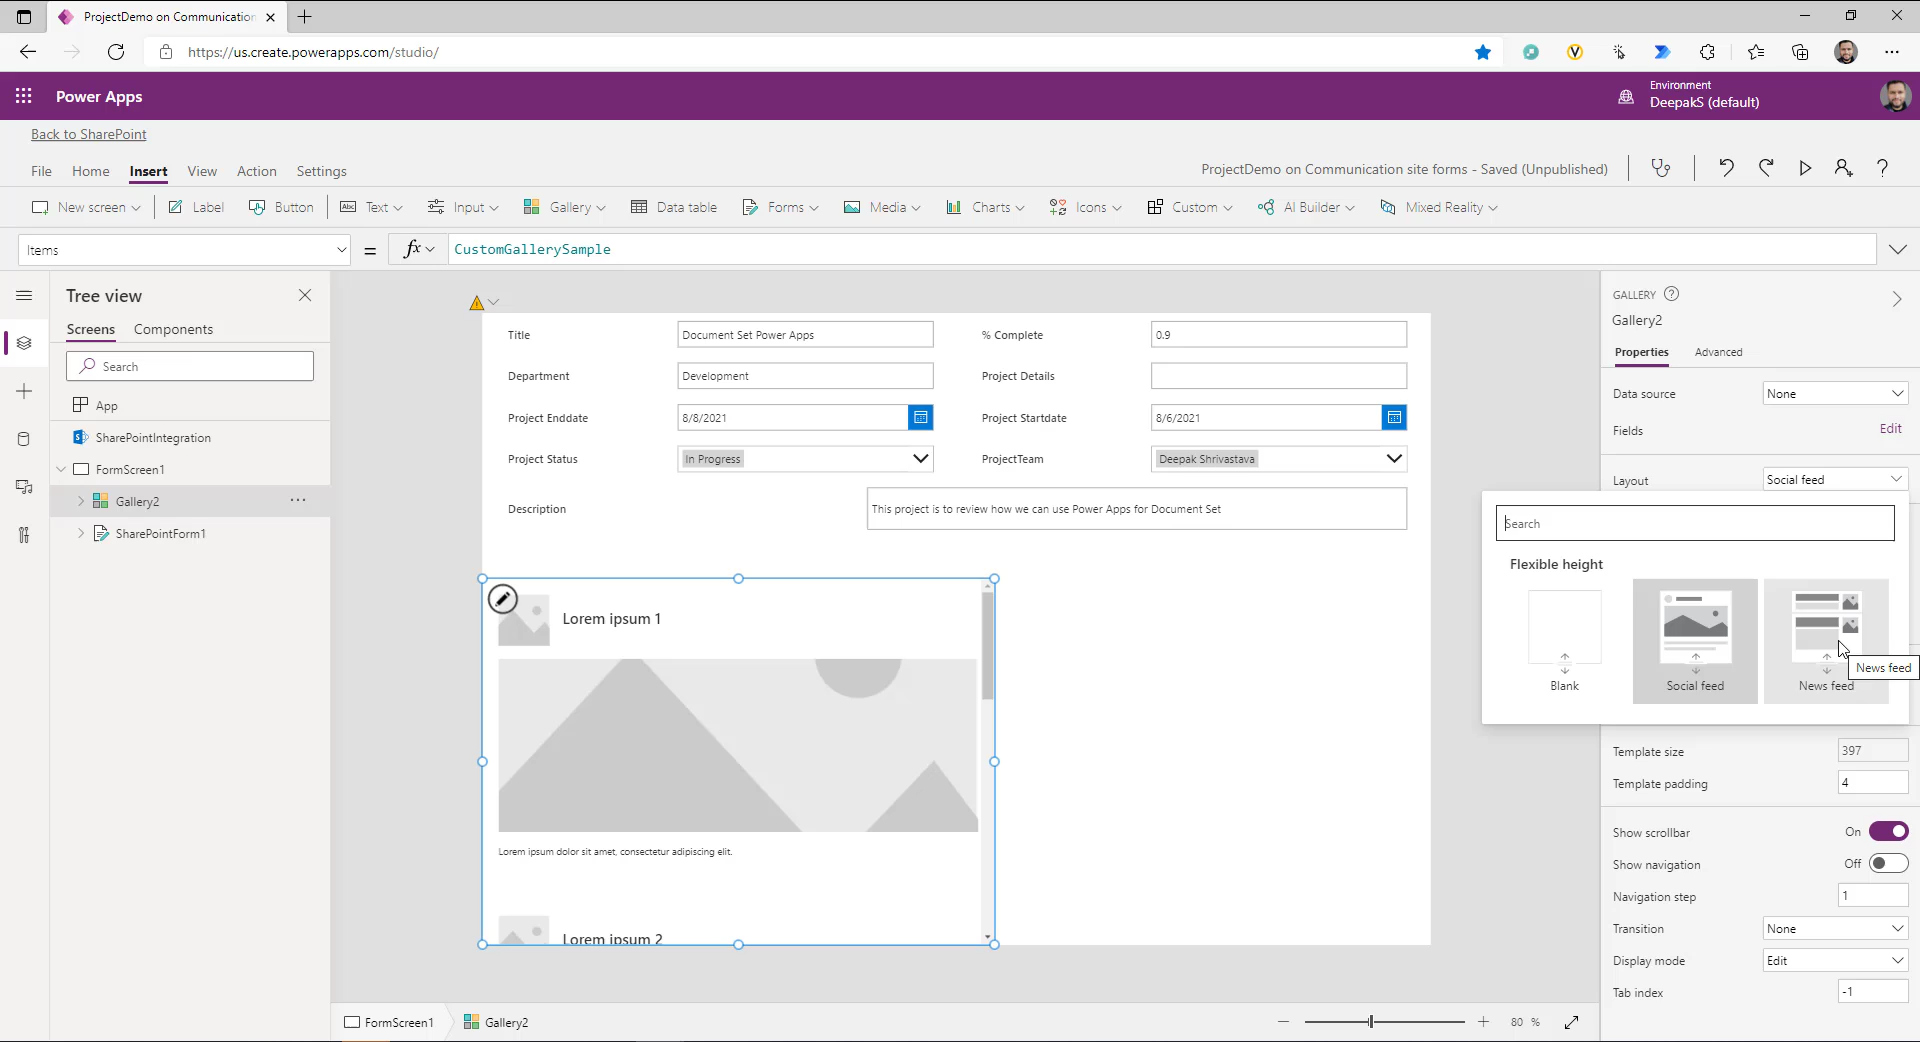 ProjectDemo on Communication
https://us.create.powerapps.com/studio/
Power Apps
Environment
DeepakS (default)
Back to SharePoint
File Home Insert View Action Settings
ProjectDemo on Communication site forms - Saved (Unpublished)
New screen Label Button Text Input Gallery Data table Forms Media Charts Icons Custom AI Builder Mixed Reality
Items = fx CustomGallerySample
Tree view
Screens Components
Search
App
SharePointIntegration
FormScreen1
Gallery2
SharePointForm1
Title Document Set Power Apps % Complete 0.9
Department Development Project Details
Project Enddate 8/8/2021 Project Startdate 8/6/2021
Project Status In Progress ProjectTeam Deepak Shrivastava
Description This project is to review how we can use Power Apps for Document Set
Lorem ipsum 1
Lorem ipsum dolor sit amet, consectetur adipiscing elit.
Lorem ipsum 2
GALLERY
Gallery2
Properties Advanced
Data source None
Fields Edit
Layout Social feed
Search
Flexible height
Blank Social feed News feed
News feed
Template size 397
Template padding 4
Show scrollbar On
Show navigation Off
Navigation step 1
Transition None
Display mode Edit
Tab index -1
FormScreen1 Gallery2
80 %